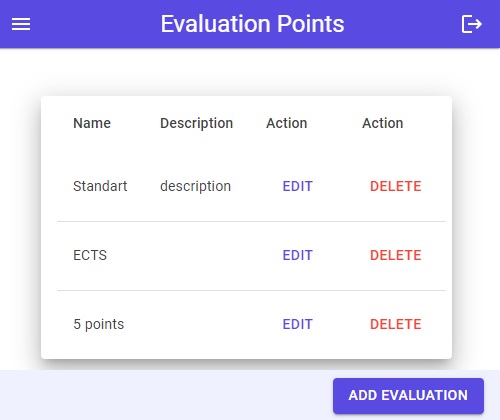 Evaluation Points
Name Description Action Action
Standart description EDIT DELETE
ECTS EDIT DELETE
5 points EDIT DELETE
ADD EVALUATION